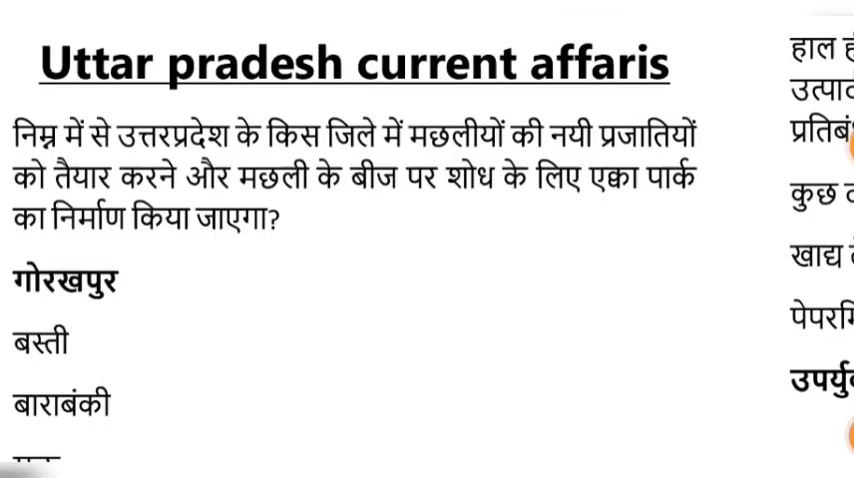 Uttar pradesh current affaris
निम्न में से उत्तरप्रदेश के किस जिले में मछलीयों की नयी प्रजातियों
को तैयार करने और मछली के बीज पर शोध के लिए एक्वा पार्क
का निर्माण किया जाएगा?
गोरखपुर
बस्ती
बाराबंकी
हाल
कुछ
खाद्य